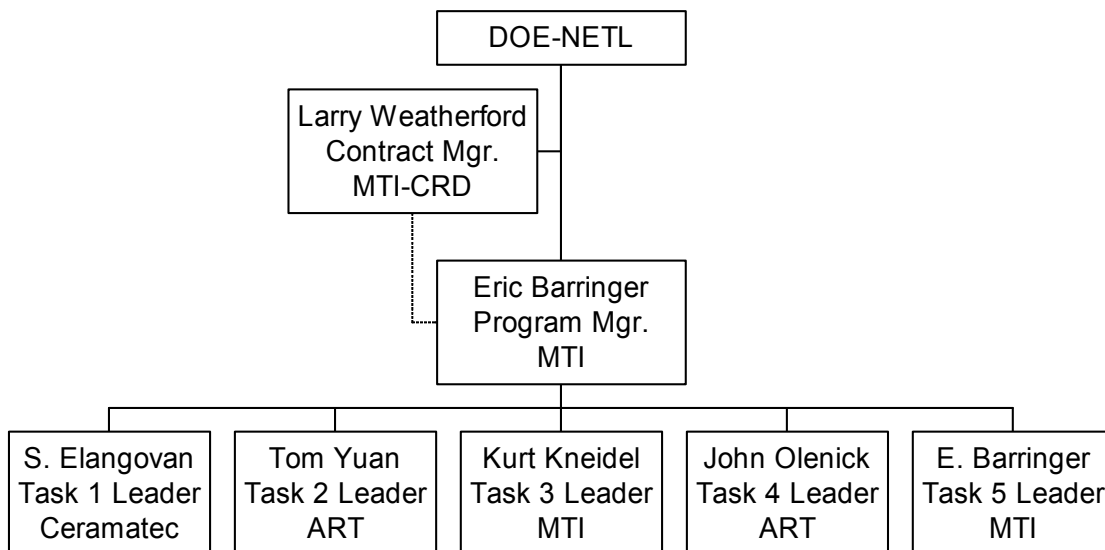 DOE-NETL
Larry Weatherford
Contract Mgr.
MTI-CRD
Eric Barringer
Program Mgr.
MTI
S. Elangovan
Task 1 Leader
Ceramatec
Tom Yuan
Task 2 Leader
ART
Kurt Kneidel
Task 3 Leader
MTI
John Olenick
Task 4 Leader
ART
E. Barringer
Task 5 Leader
MTI